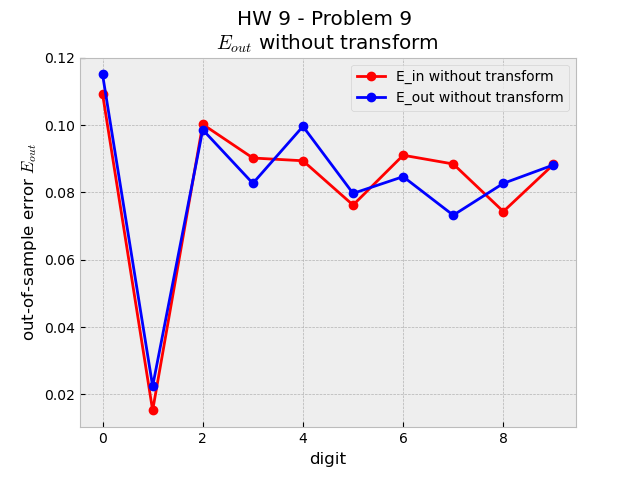 HW 9 - Problem 9
E_{out} without transform
E_in without transform
E_out without transform
0.12
0.10
0.08
0.06
0.04
0.02
out-of-sample error E_{out}
0 2 4 6 8
digit